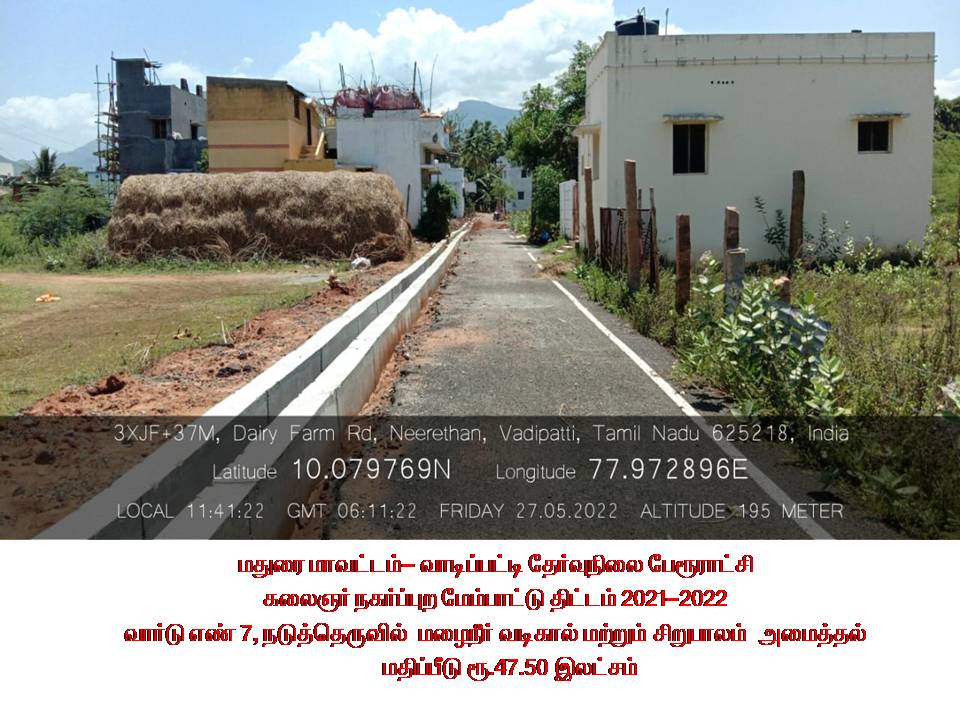 3XJF+37M, Dairy Farm Rd, Neerethan, Vadipatti, Tamil Nadu 625218, India
Latitude 10.079769N Longitude 77.972896E
LOCAL 11:41:22 GMT 06:11:22 FRIDAY 27.05.2022 ALTITUDE 195 METER
மதுரை மாவட்டம்– வாடிப்பட்டி தேர்வுநிலை பேரூராட்சி
கலைஞர் நகர்ப்புற மேம்பாட்டு திட்டம் 2021–2022
வார்டு எண் 7, நடுத்தெருவில் மழைநீர் வடிகால் மற்றும் சிறுபாலம் அமைத்தல்
மதிப்பீடு ரூ.47.50 இலட்சம்